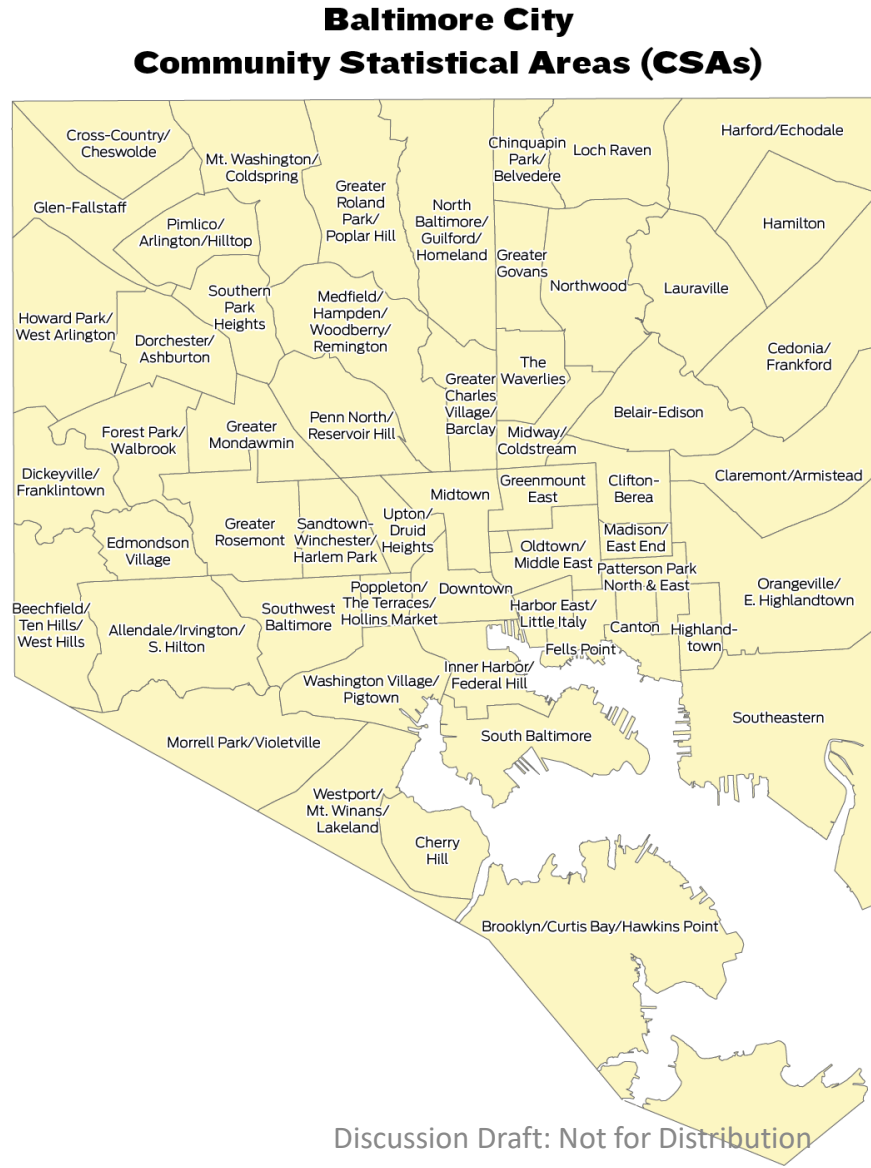 Baltimore City
Community Statistical Areas (CSAs)
Cross-Country/
Cheswolde
Mt. Washington/
Coldspring
Greater
Roland
Park/
Poplar Hill
North
Baltimore/
Guilford/
Homeland
Chinquapin
Park/
Belvedere
Loch Raven
Harford/Echodale
Glen-Fallstaff
Pimlico/
Arlington/Hilltop
Greater
Govans
Northwood
Lauraville
Hamilton
Howard Park/
West Arlington
Dorchester/
Ashburton
Southern
Park
Heights
Medfield/
Hampden/
Woodberry/
Remington
The
Waverlies
Cedonia/
Frankford
Forest Park/
Walbrook
Greater
Mondawmin
Penn North/
Reservoir Hill
Greater
Charles
Village/
Barclay
Midway/
Coldstream
Belair-Edison
Dickeyville/
Franklintown
Edmondson
Village
Greater
Rosemont
Sandtown-
Winchester/
Harlem Park
Upton/
Druid
Heights
Midtown
Greenmount
East
Clifton-
Berea
Claremont/Armistead
Oldtown/
Middle East
Madison/
East End
Patterson Park
North & East
Orangeville/
E. Highlandtown
Beechfield/
Ten Hills/
West Hills
Allendale/Irvington/
S. Hilton
Southwest
Baltimore
Poppleton/
The Terraces/
Hollins Market
Downtown
Harbor East/
Little Italy
Canton
Highland-
town
Fells Point
Washington Village/
Pigtown
Inner Harbor/
Federal Hill
Southeastern
Morrell Park/Violetville
South Baltimore
Westport/
Mt. Winans/
Lakeland
Cherry
Hill
Brooklyn/Curtis Bay/Hawkins Point
Discussion Draft: Not for Distribution